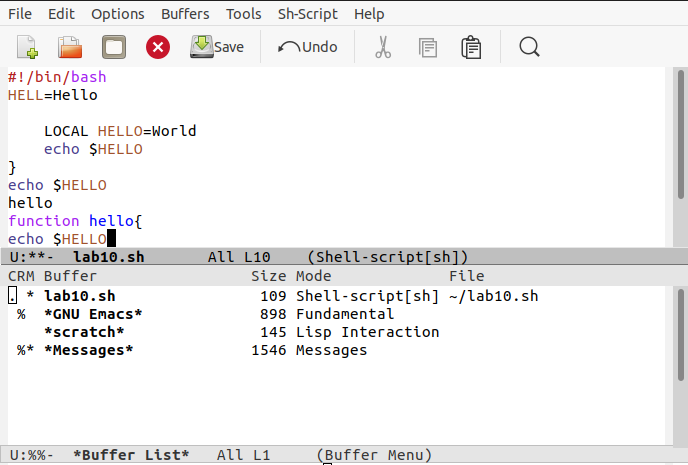 File Edit Options Buffers Tools Sh-Script Help
Save Undo
#!/bin/bash
HELL=Hello
    LOCAL HELLO=World
    echo $HELLO
}
echo $HELLO
hello
function hello{
echo $HELLO
U:**-  lab10.sh       All L10    (Shell-script[sh])
CRM Buffer                 Size Mode             File
. * lab10.sh                109 Shell-script[sh] ~/lab10.sh
 %  *GNU Emacs*             898 Fundamental
    *scratch*               145 Lisp Interaction
 %* *Messages*             1546 Messages
U:%%-  *Buffer List*   All L1     (Buffer Menu)